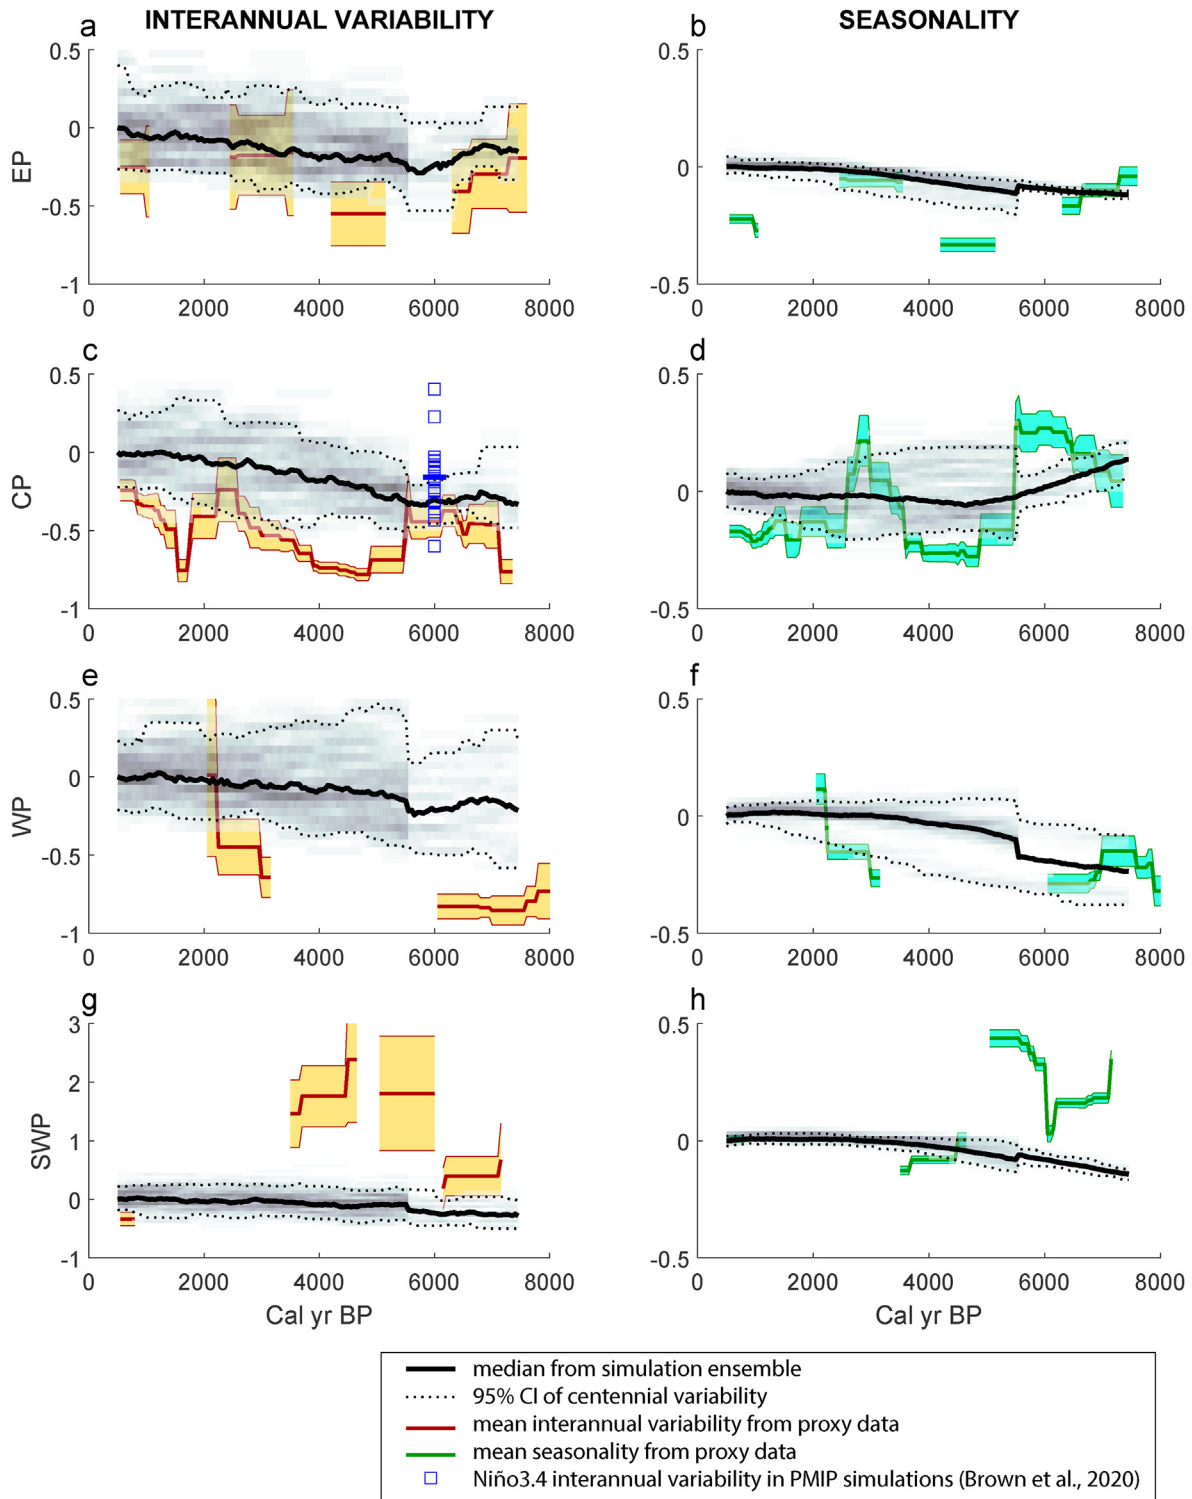 INTERANNUAL VARIABILITY
SEASONALITY
a
0.5
0
-0.5
-1
EP
0 2000 4000 6000 8000
b
0.5
0
-0.5
0 2000 4000 6000 8000
c
0.5
0
-0.5
-1
CP
0 2000 4000 6000 8000
d
0.5
0
-0.5
0 2000 4000 6000 8000
e
0.5
0
-0.5
-1
WP
0 2000 4000 6000 8000
f
0.5
0
-0.5
0 2000 4000 6000 8000
g
3
2
1
0
-1
SWP
0 2000 4000 6000 8000
Cal yr BP
h
0.5
0
-0.5
0 2000 4000 6000 8000
Cal yr BP
median from simulation ensemble
95% CI of centennial variability
mean interannual variability from proxy data
mean seasonality from proxy data
Niño3.4 interannual variability in PMIP simulations (Brown et al., 2020)